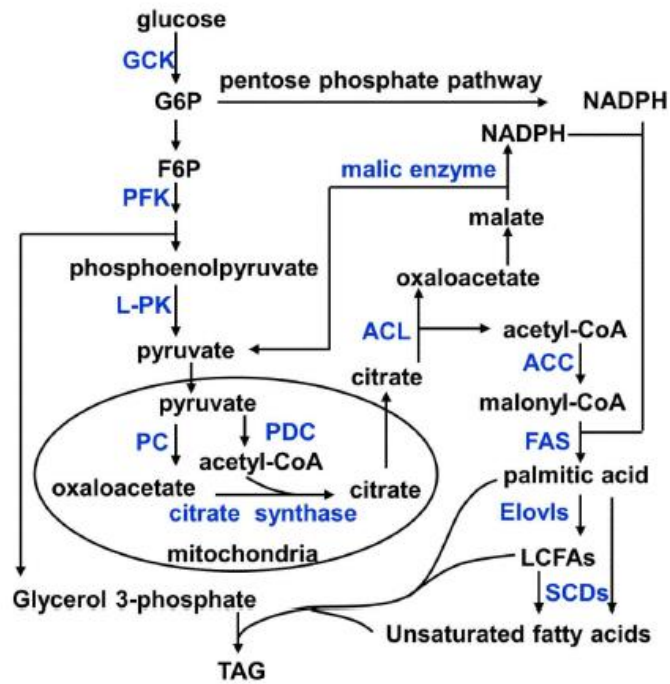 glucose
GCK
pentose phosphate pathway
G6P
NADPH
NADPH
F6P
malic enzyme
PFK
malate
phosphoenolpyruvate
oxaloacetate
L-PK
ACL
acetyl-CoA
pyruvate
ACC
citrate
pyruvate
malonyl-CoA
PC
PDC
FAS
acetyl-CoA
palmitic acid
oxaloacetate
citrate
citrate synthase
Elovls
mitochondria
LCFAs
Glycerol 3-phosphate
SCDs
Unsaturated fatty acids
TAG